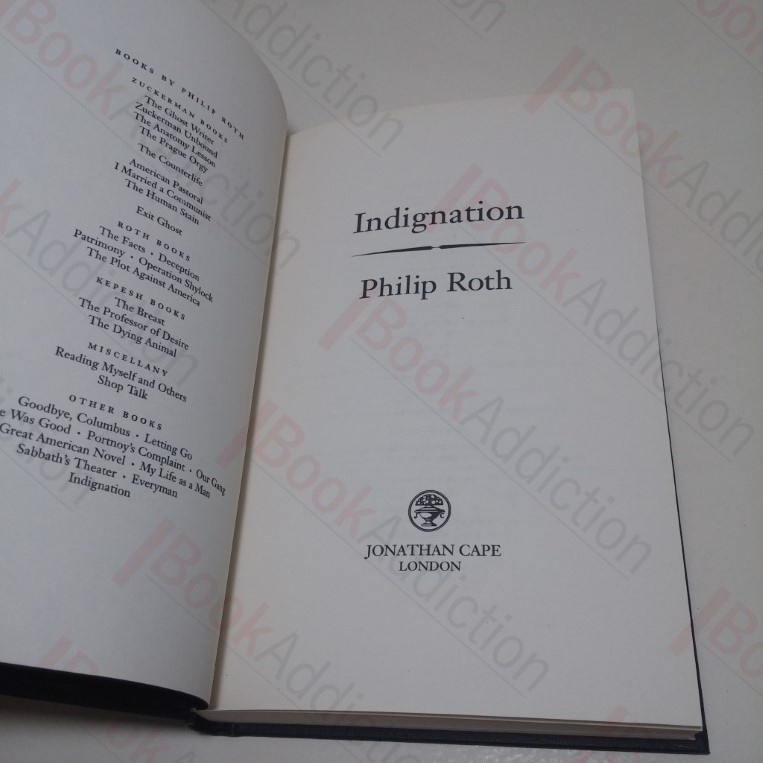 BOOKS BY PHILIP ROTH
ZUCKERMAN BOOKS
The Ghost Writer
Zuckerman Unbound
The Anatomy Lesson
The Prague Orgy
The Counterlife
American Pastoral
I Married a Communist
The Human Stain
Exit Ghost
ROTH BOOKS
The Facts · Deception
Patrimony · Operation Shylock
The Plot Against America
KEPESH BOOKS
The Breast
The Professor of Desire
The Dying Animal
MISCELLANY
Reading Myself and Others
Shop Talk
OTHER BOOKS
Goodbye, Columbus · Letting Go
e Was Good · Portnoy's Complaint · Our Gang
Great American Novel · My Life as a Man
Sabbath's Theater · Everyman
Indignation
Indignation
Philip Roth
JONATHAN CAPE
LONDON
BookAddiction